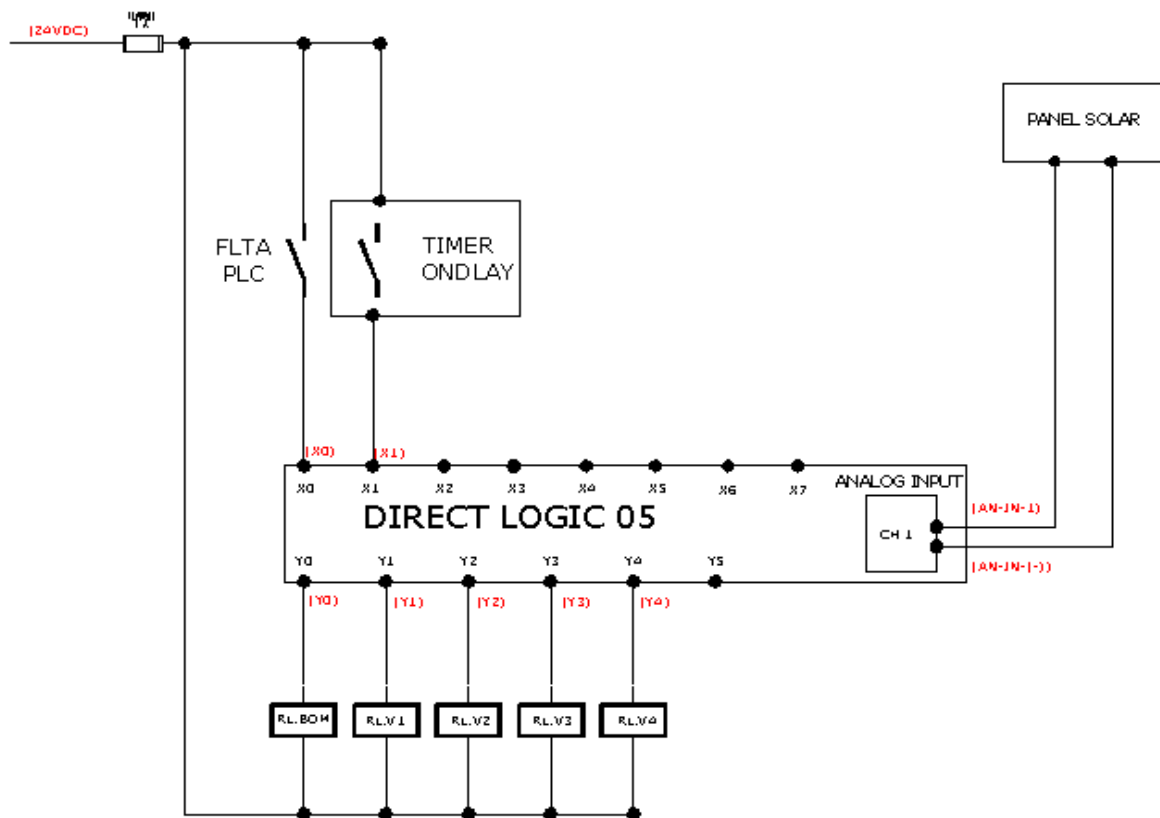 (24VDC)
PANEL SOLAR
FLTA
PLC
TIMER
ONDLAY
(X0)
(X1)
X0 X1 X2 X3 X4 X5 X6 X7
ANALOG INPUT
DIRECT LOGIC 05
CH 1
(AN-IN-1)
(AN-IN-(-))
Y0 Y1 Y2 Y3 Y4 Y5
(Y0) (Y1) (Y2) (Y3) (Y4)
RL.BOM RL.V1 RL.V2 RL.V3 RL.V4